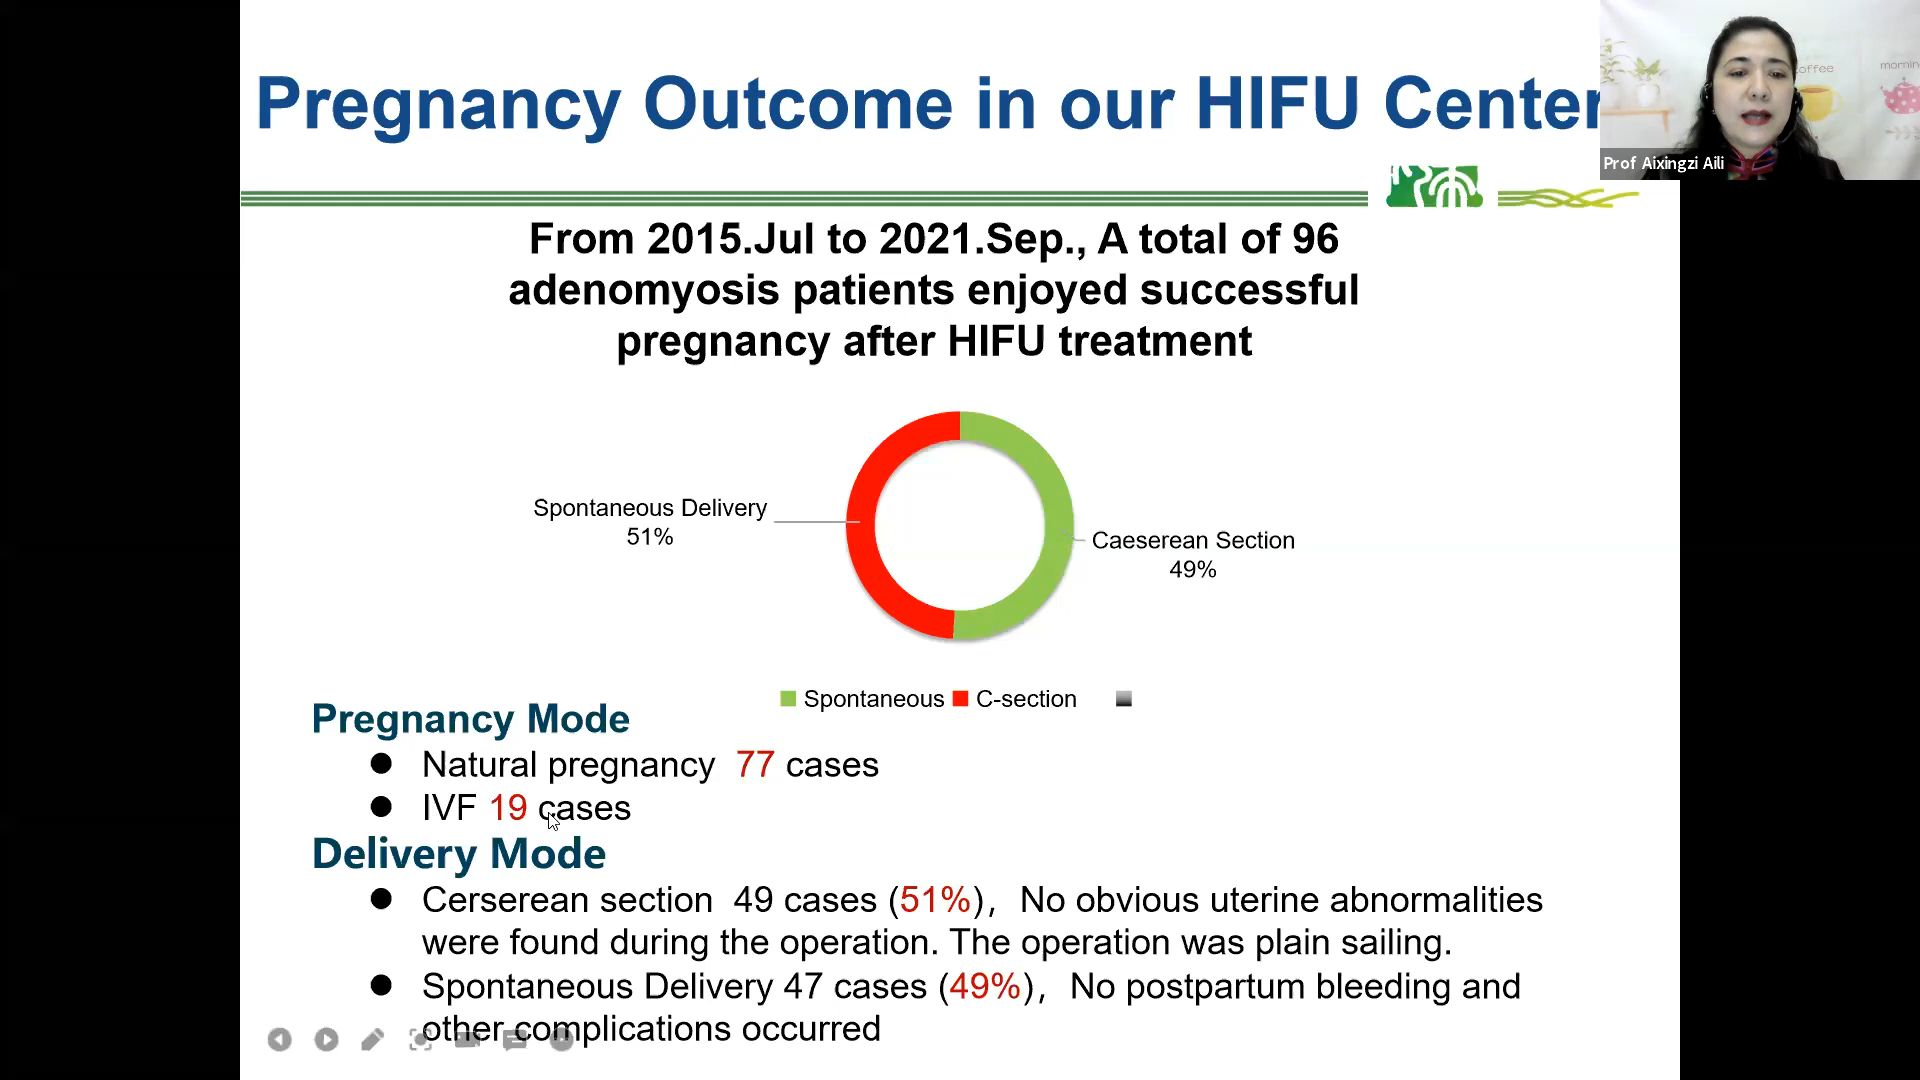 Pregnancy Outcome in our HIFU Center
offee
mornin
Prof Aixingzi Aili
From 2015.Jul to 2021.Sep., A total of 96
adenomyosis patients enjoyed successful
pregnancy after HIFU treatment
Spontaneous Delivery
51%
Caeserean Section
49%
Spontaneous C-section
Pregnancy Mode
● Natural pregnancy 77 cases
● IVF 19 cases
Delivery Mode
● Cerserean section 49 cases (51%)， No obvious uterine abnormalities
were found during the operation. The operation was plain sailing.
● Spontaneous Delivery 47 cases (49%)， No postpartum bleeding and
other complications occurred